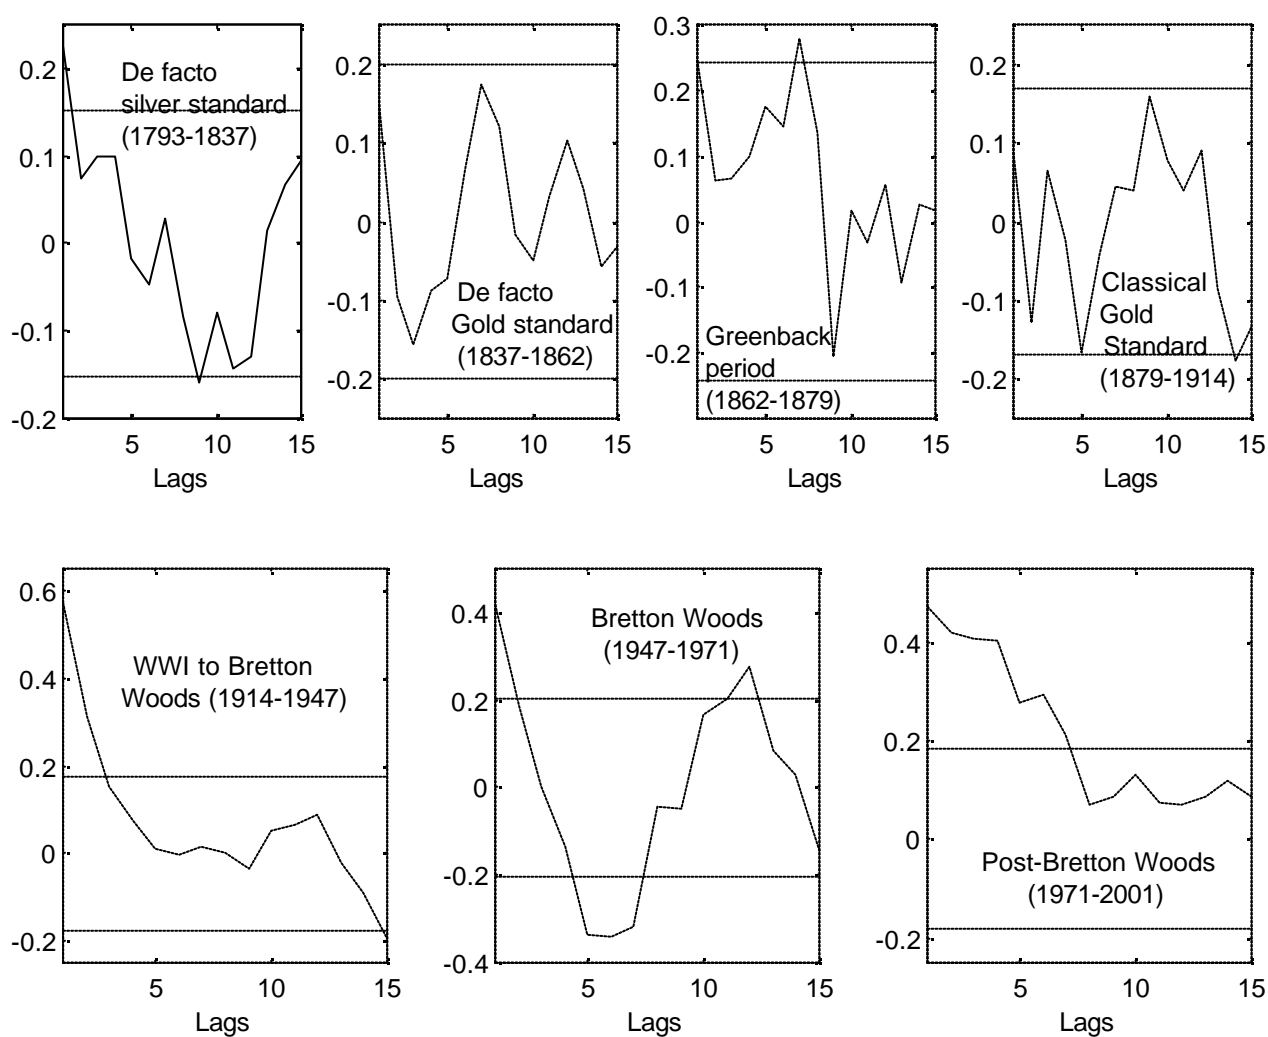 De facto
silver standard
(1793-1837)
0.2
0.1
0
-0.1
-0.2
5 10 15
Lags
De facto
Gold standard
(1837-1862)
0.2
0.1
0
-0.1
-0.2
5 10 15
Lags
Greenback
period
(1862-1879)
0.3
0.2
0.1
0
-0.1
-0.2
5 10 15
Lags
Classical
Gold
Standard
(1879-1914)
0.2
0.1
0
-0.1
-0.2
5 10 15
Lags
WWI to Bretton
Woods (1914-1947)
0.6
0.4
0.2
0
-0.2
5 10 15
Lags
Bretton Woods
(1947-1971)
0.4
0.2
0
-0.2
-0.4
5 10 15
Lags
Post-Bretton Woods
(1971-2001)
0.4
0.2
0
-0.2
5 10 15
Lags